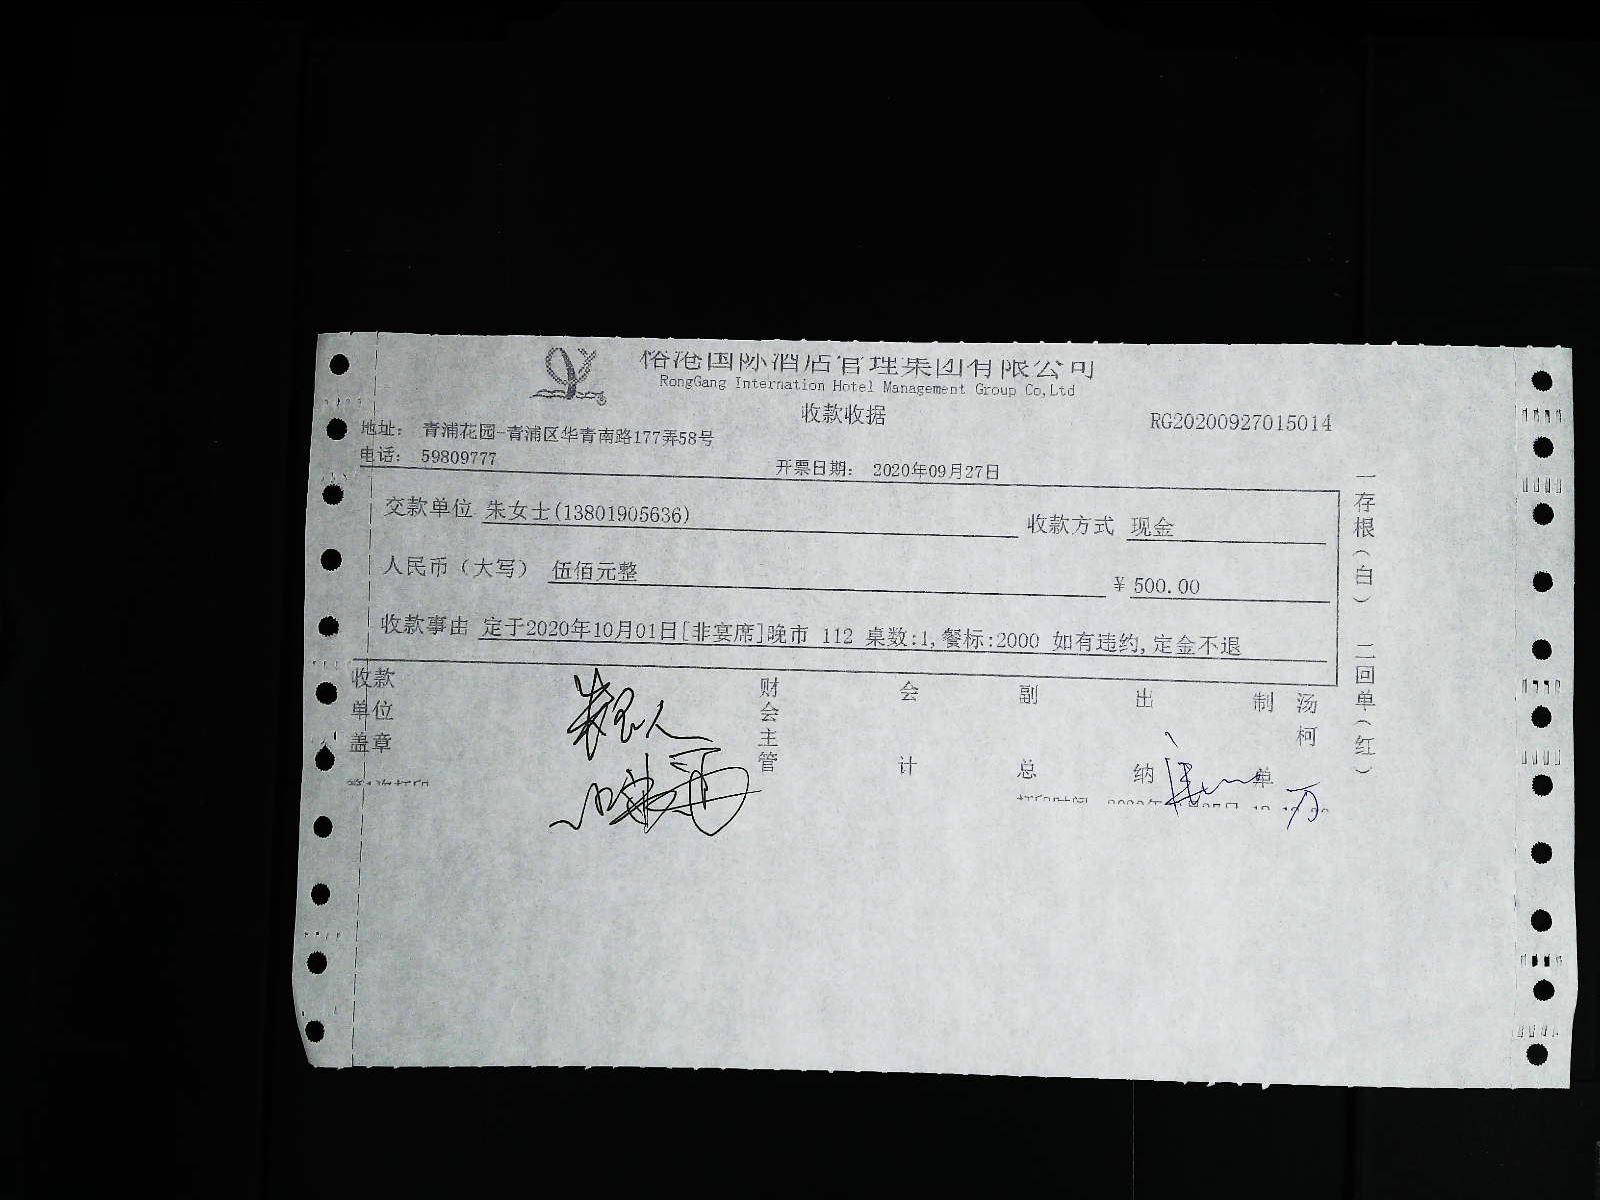 榕港国际酒店管理集团有限公司
RongGang Internation Hotel Management Group Co,Ltd
收款收据
RG20200927015014
地址: 青浦花园-青浦区华青南路177弄58号
电话: 59809777
开票日期: 2020年09月27日
交款单位 朱女士(13801905636) 收款方式 现金
人民币（大写） 伍佰元整 ¥ 500.00
收款事由 定于2020年10月01日[非宴席]晚市 112 桌数:1,餐标:2000 如有违约,定金不退
收款单位盖章
财会主管
会计
副总
出纳
制单
汤柯
一存根（白） 二回单（红）
第1次打印